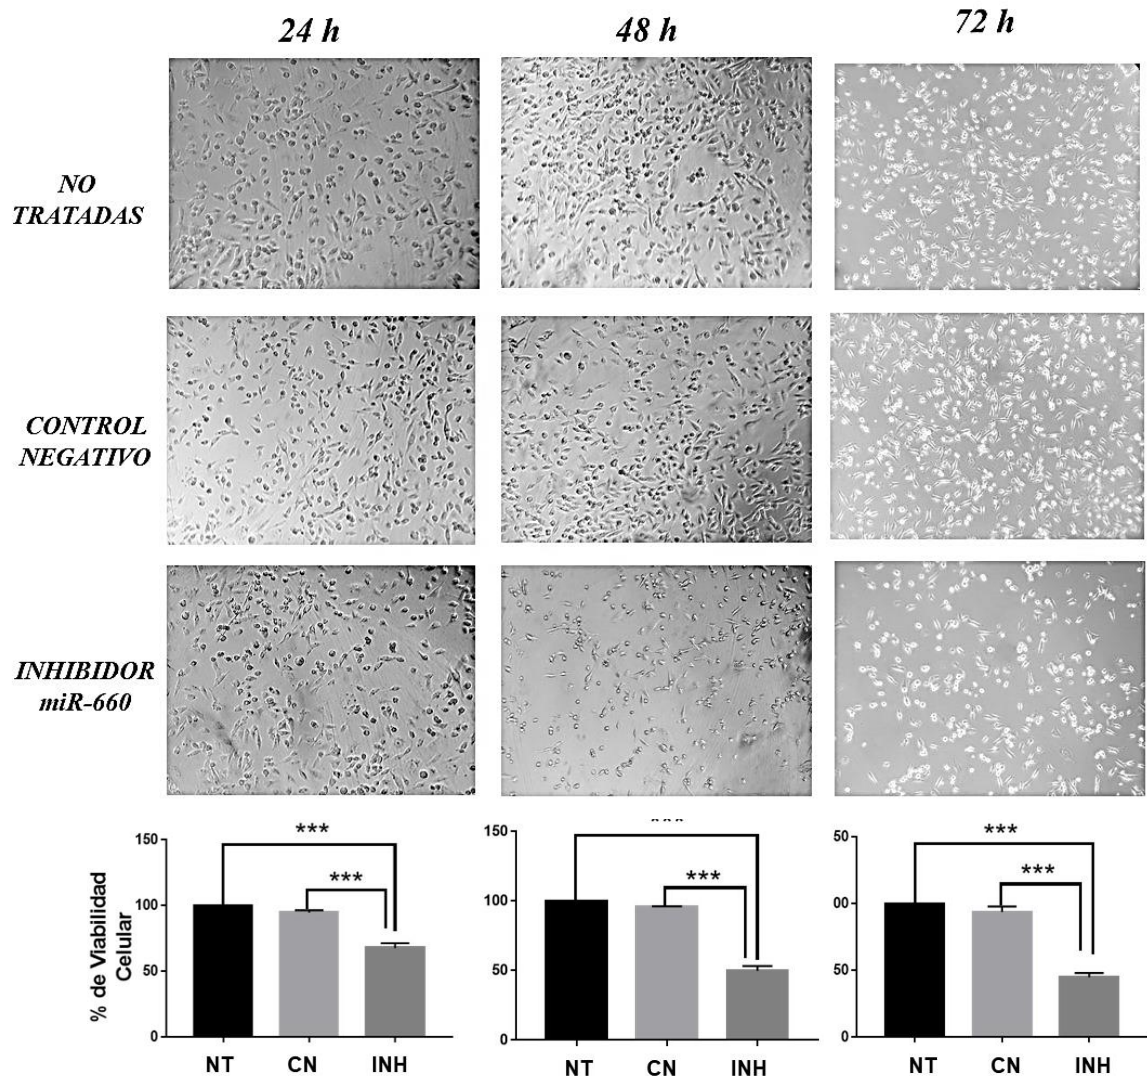 24 h
48 h
72 h
NO
TRATADAS
CONTROL
NEGATIVO
INHIBIDOR
miR-660
% de Viabilidad
Celular
150
100
50
0
***
***
NT CN INH
150
100
50
0
***
***
NT CN INH
50
00
50
0
***
***
NT CN INH